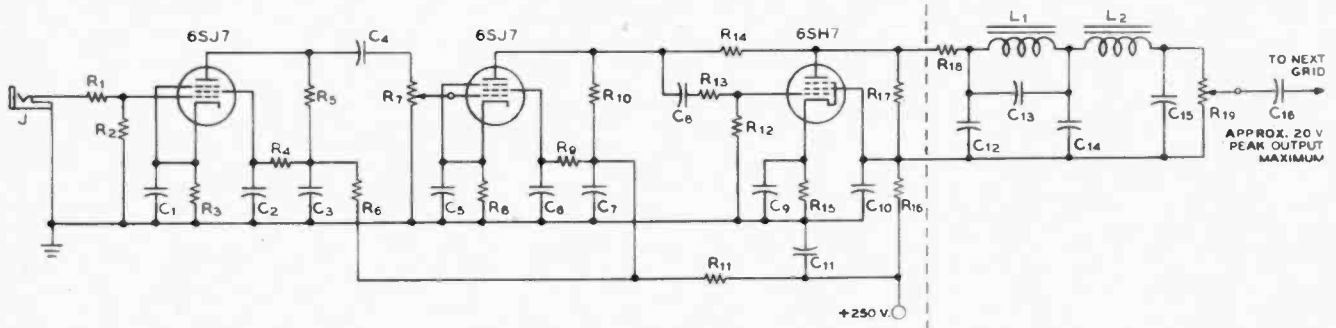 6SJ7
6SJ7
6SH7
L1
L2
C4
R14
R18
TO NEXT
GRID
R1
R5
R7
R10
C8
R13
R17
C13
C15
R19
C16
J
R2
R12
C12
C14
APPROX. 20 V
PEAK OUTPUT
MAXIMUM
R4
R9
C1
R3
C2
C3
R6
C5
R8
C6
C7
C9
R15
C10
R16
R11
C11
+250 V.